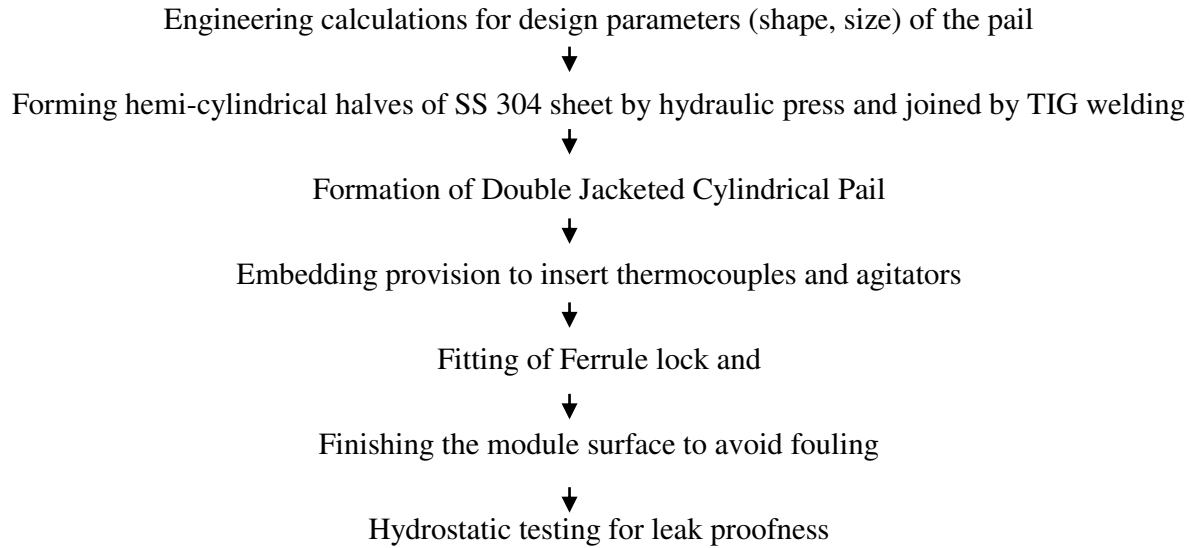 Engineering calculations for design parameters (shape, size) of the pail
Forming hemi-cylindrical halves of SS 304 sheet by hydraulic press and joined by TIG welding
Formation of Double Jacketed Cylindrical Pail
Embedding provision to insert thermocouples and agitators
Fitting of Ferrule lock and
Finishing the module surface to avoid fouling
Hydrostatic testing for leak proofness